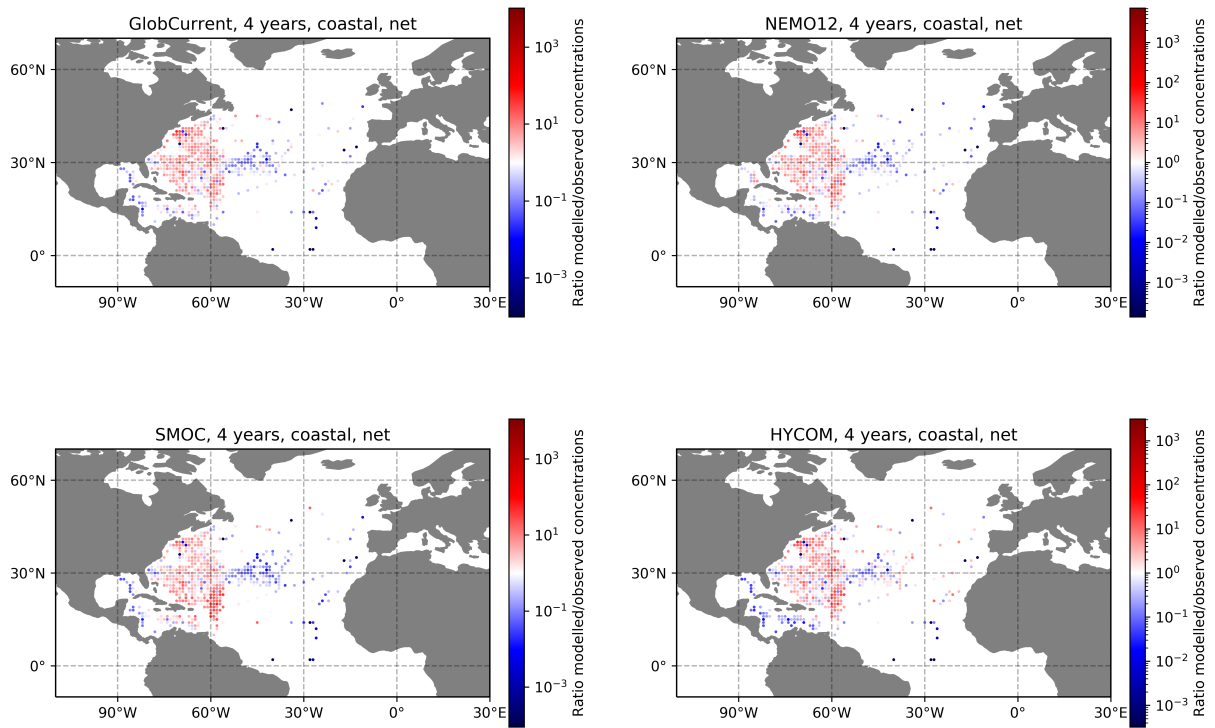 GlobCurrent, 4 years, coastal, net
60°N
30°N
0°
90°W
60°W
30°W
0°
30°E
10³
10¹
10⁻¹
10⁻³
Ratio modelled/observed concentrations
NEMO12, 4 years, coastal, net
60°N
30°N
0°
90°W
60°W
30°W
0°
30°E
10³
10²
10¹
10⁰
10⁻¹
10⁻²
10⁻³
Ratio modelled/observed concentrations
SMOC, 4 years, coastal, net
60°N
30°N
0°
90°W
60°W
30°W
0°
30°E
10³
10¹
10⁻¹
10⁻³
Ratio modelled/observed concentrations
HYCOM, 4 years, coastal, net
60°N
30°N
0°
90°W
60°W
30°W
0°
30°E
10³
10²
10¹
10⁰
10⁻¹
10⁻²
10⁻³
Ratio modelled/observed concentrations